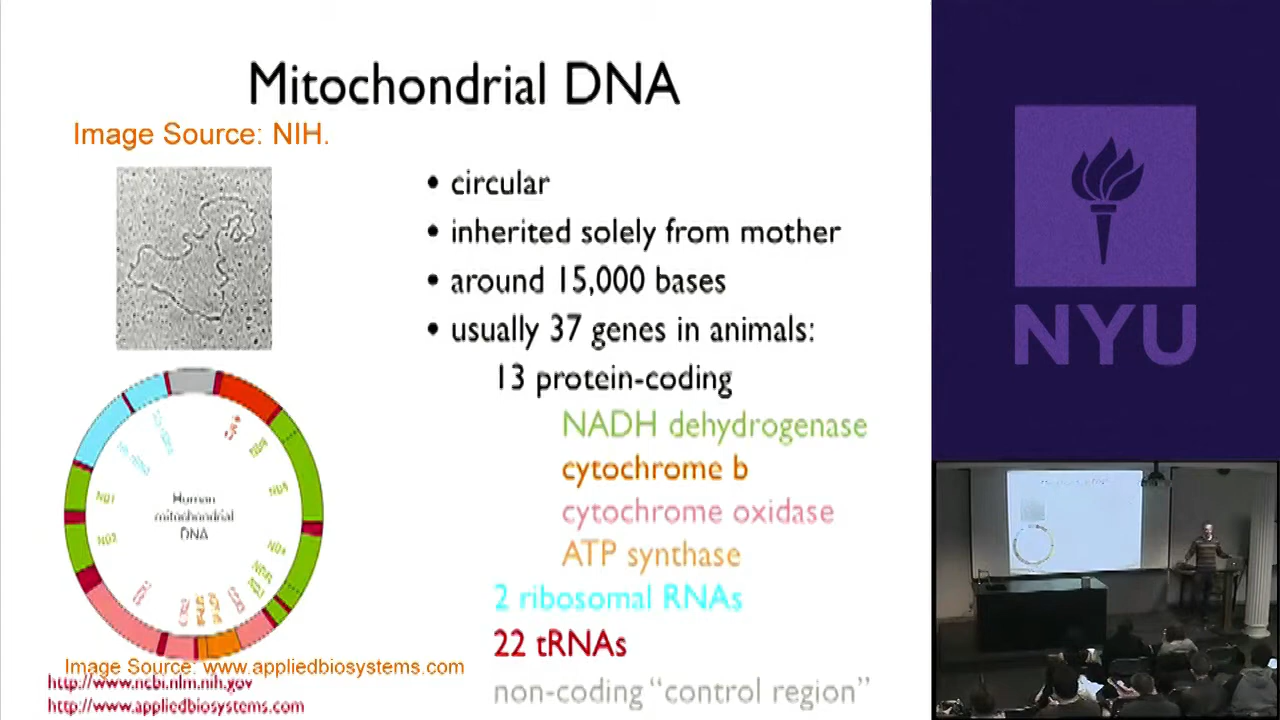 Mitochondrial DNA
Image Source: NIH.
• circular
• inherited solely from mother
• around 15,000 bases
• usually 37 genes in animals:
13 protein-coding
NADH dehydrogenase
cytochrome b
cytochrome oxidase
ATP synthase
2 ribosomal RNAs
22 tRNAs
non-coding “control region”
Human
mitochondrial
DNA
ND1
ND2
Image Source: www.appliedbiosystems.com
http://www.ncbi.nlm.nih.gov
http://www.appliedbiosystems.com
NYU